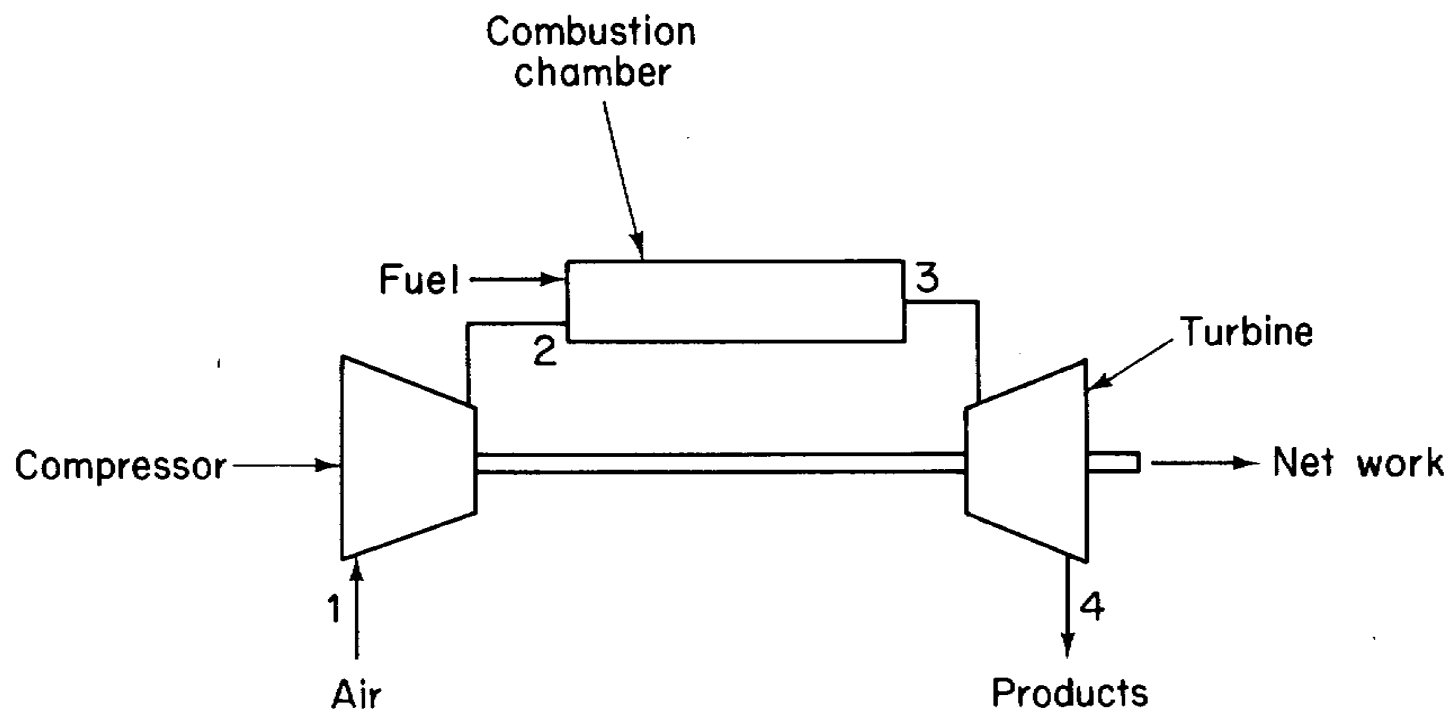 Combustion
chamber
Fuel
3
2
Turbine
Compressor
Net work
1
4
Air
Products